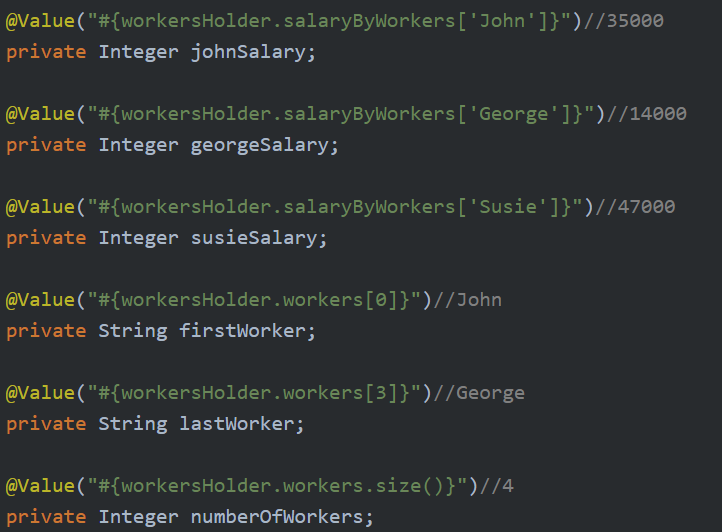 @Value("#{workersHolder.salaryByWorkers['John']}")//35000
private Integer johnSalary;
@Value("#{workersHolder.salaryByWorkers['George']}")//14000
private Integer georgeSalary;
@Value("#{workersHolder.salaryByWorkers['Susie']}")//47000
private Integer susieSalary;
@Value("#{workersHolder.workers[0]}")//John
private String firstWorker;
@Value("#{workersHolder.workers[3]}")//George
private String lastWorker;
@Value("#{workersHolder.workers.size()}")//4
private Integer numberOfWorkers;